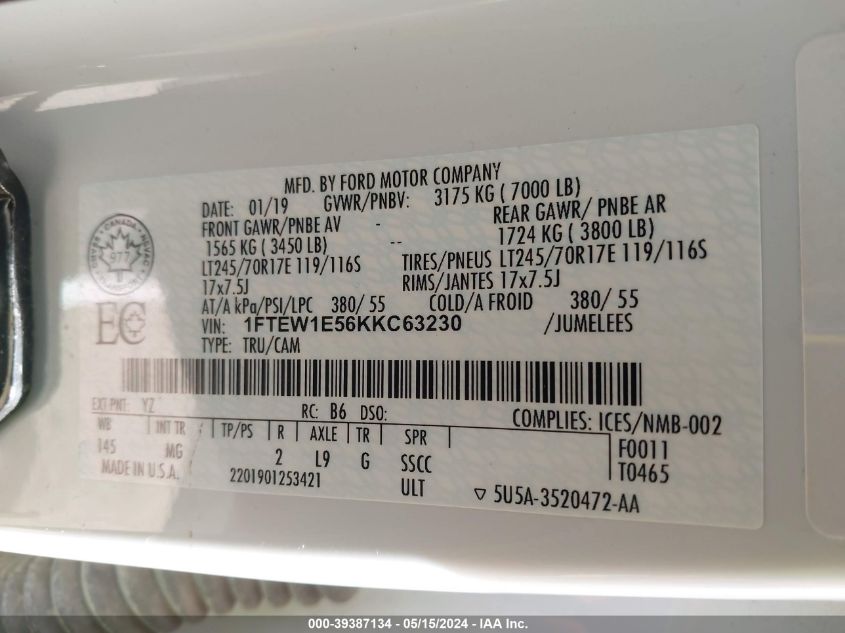 MFD. BY FORD MOTOR COMPANY
DATE: 01/19 GVWR/PNBV: 3175 KG ( 7000 LB)
FRONT GAWR/PNBE AV - REAR GAWR/ PNBE AR
1565 KG ( 3450 LB) -- 1724 KG ( 3800 LB)
LT245/70R17E 119/116S TIRES/PNEUS LT245/70R17E 119/116S
17x7.5J RIMS/JANTES 17x7.5J
AT/A kPa/PSI/LPC 380/ 55 COLD/A FROID 380/ 55
VIN: 1FTEW1E56KKC63230 /JUMELEES
TYPE: TRU/CAM
CANADA
977
EC
EXT PNT: YZ RC: B6 DSO: COMPLIES: ICES/NMB-002
WB INT TR TP/PS R AXLE TR SPR F0011
145 MG 2 L9 G SSCC T0465
MADE IN U.S.A. 2201901253421 ULT 5U5A-3520472-AA
000-39387134 - 05/15/2024 - IAA Inc.